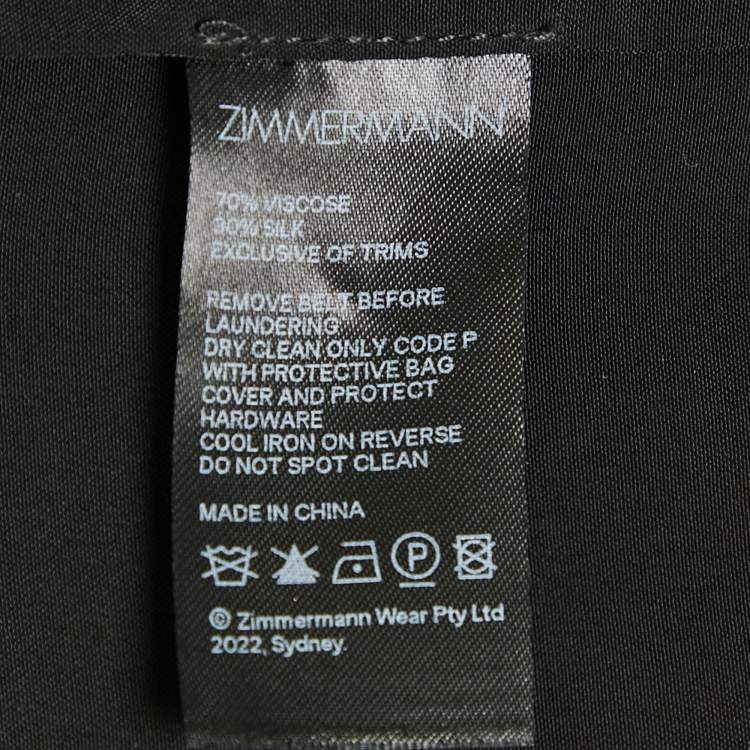 ZIMMERMANN
70% VISCOSE
30% SILK
EXCLUSIVE OF TRIMS
REMOVE BELT BEFORE
LAUNDERING
DRY CLEAN ONLY CODE P
WITH PROTECTIVE BAG
COVER AND PROTECT
HARDWARE
COOL IRON ON REVERSE
DO NOT SPOT CLEAN
MADE IN CHINA
P
© Zimmermann Wear Pty Ltd
2022, Sydney.